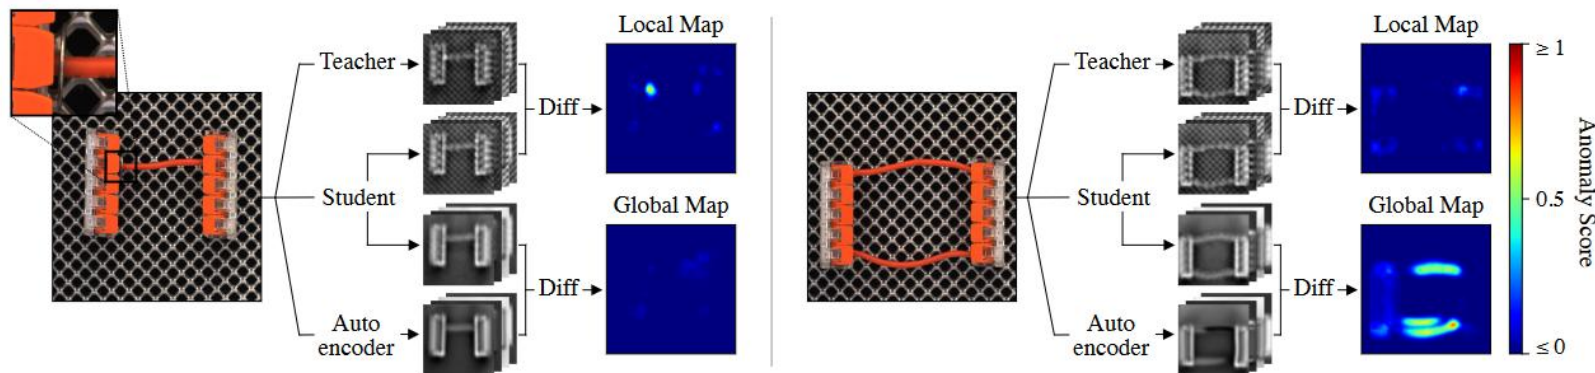 Teacher
Student
Auto
encoder
Diff
Diff
Local Map
Global Map
Teacher
Student
Auto
encoder
Diff
Diff
Local Map
Global Map
≥ 1
0.5
≤ 0
Anomaly Score